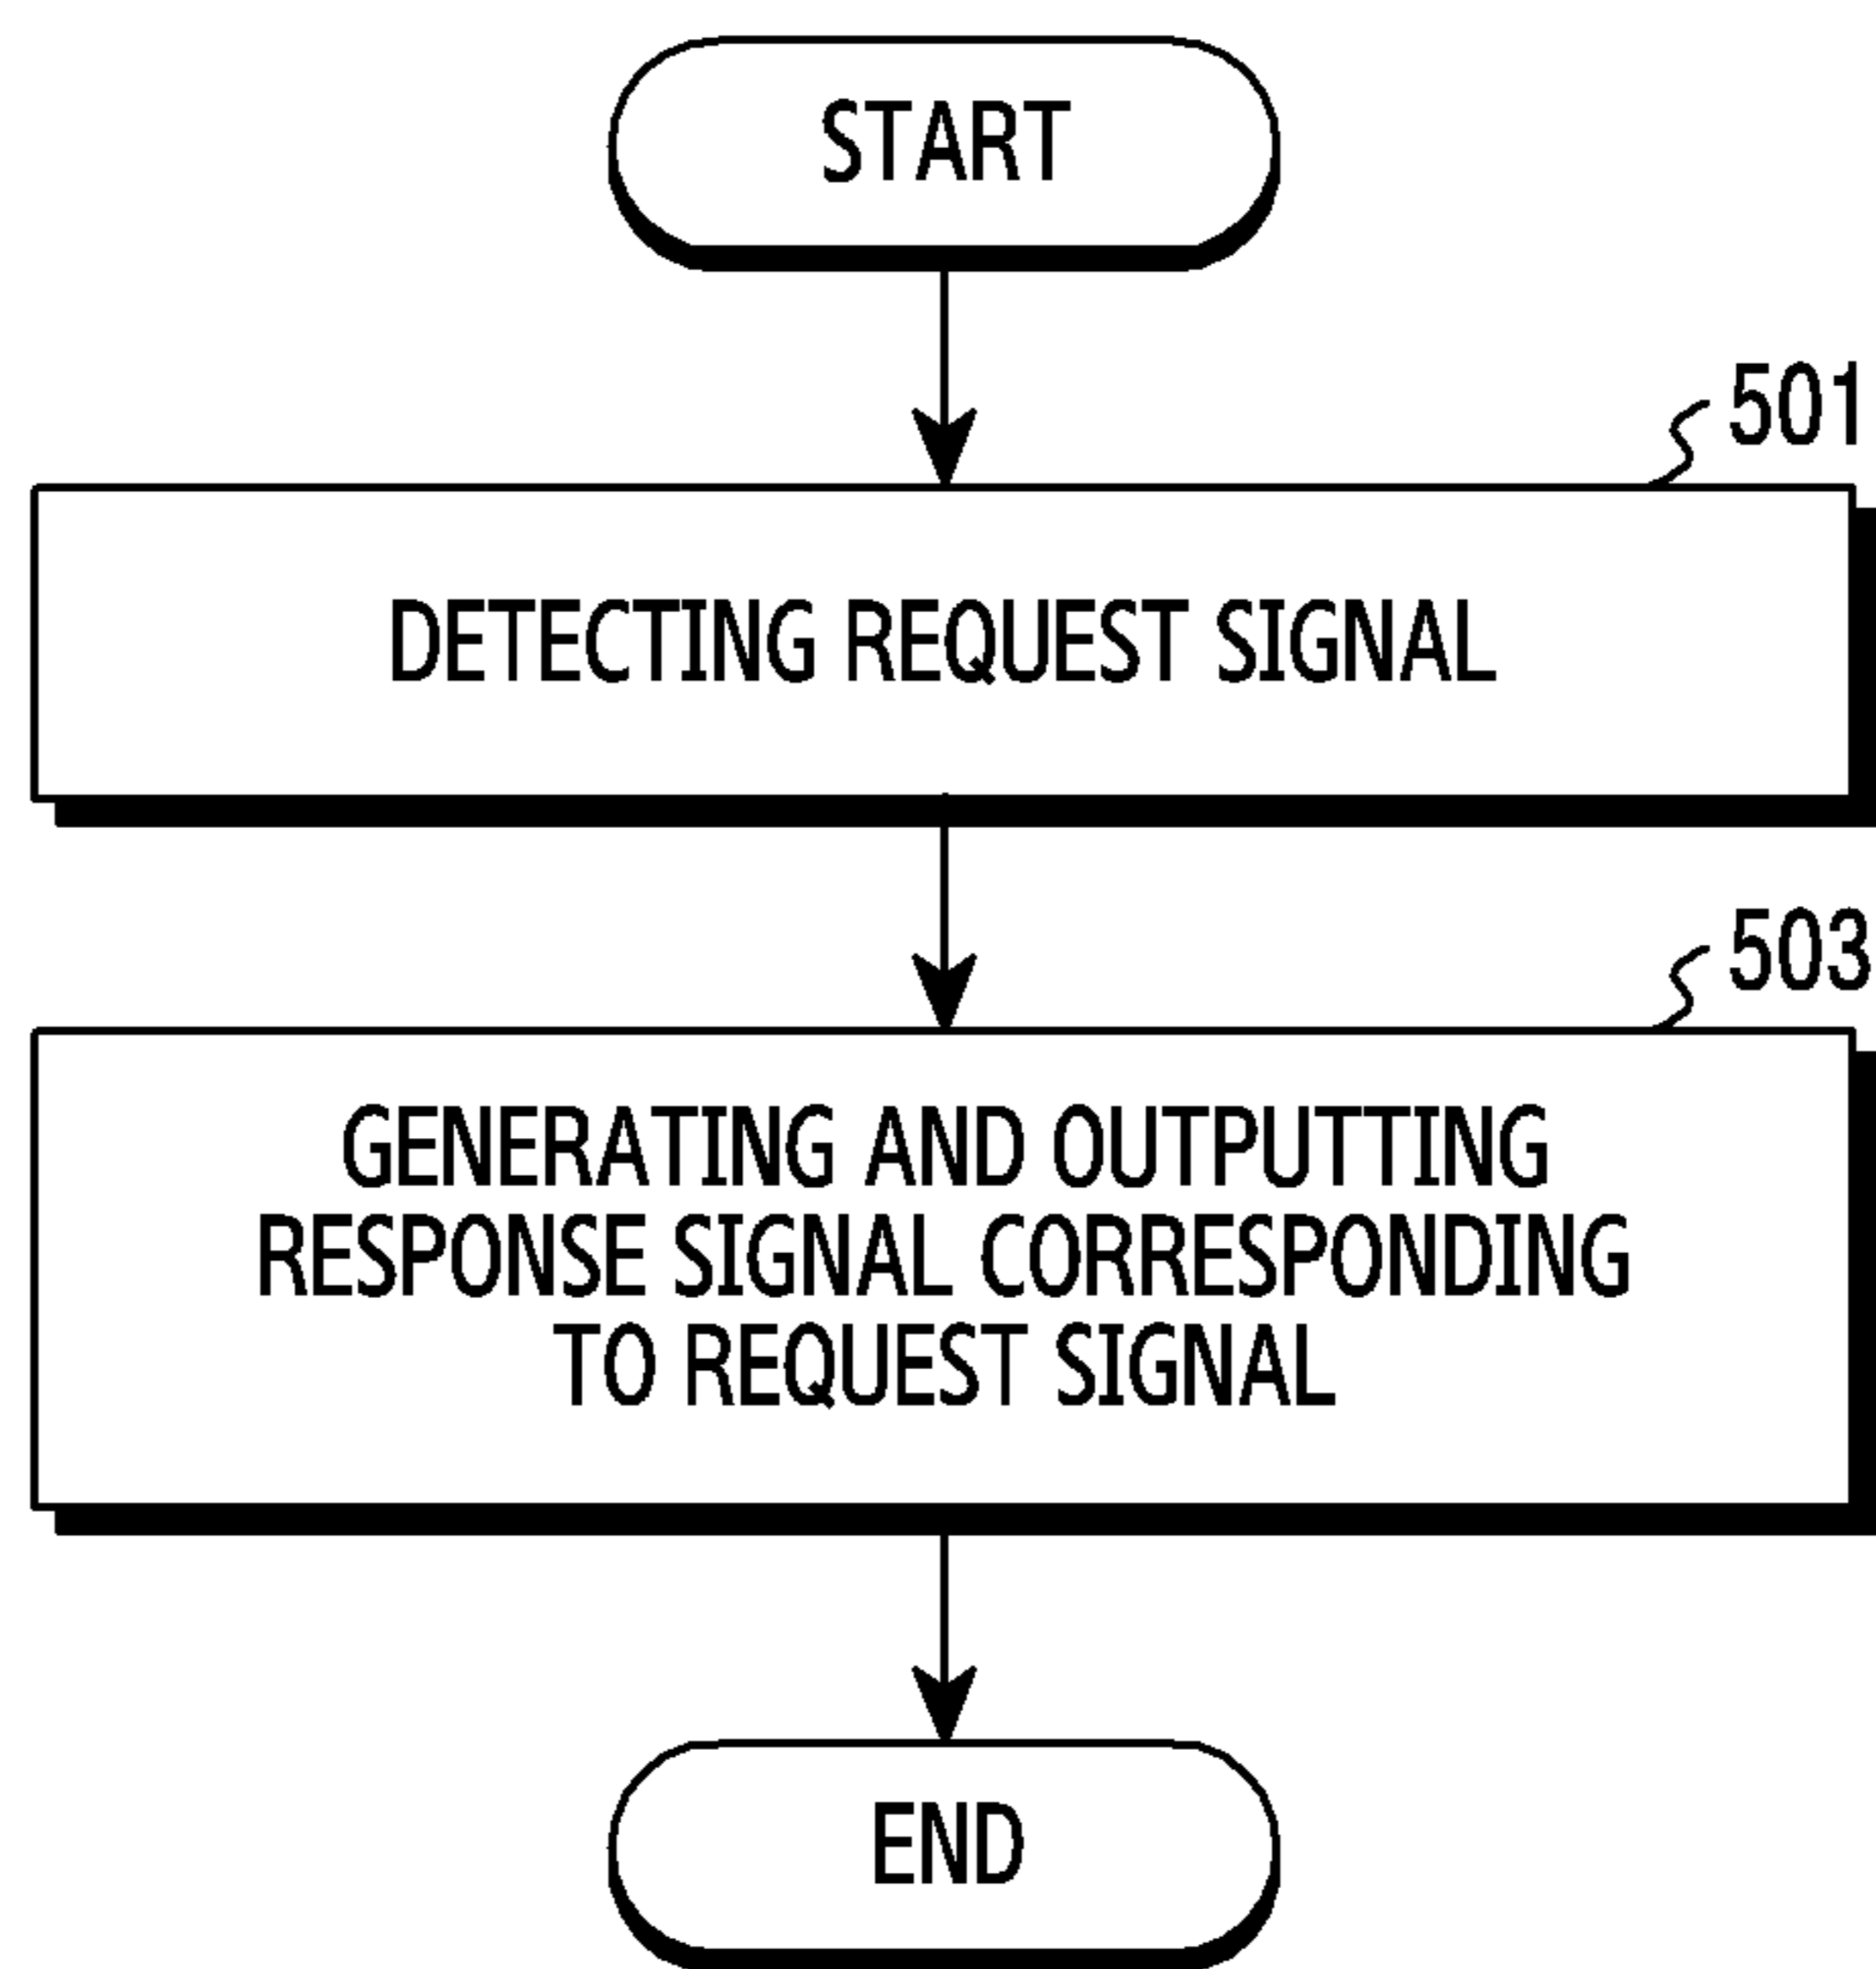 START
501
DETECTING REQUEST SIGNAL
503
GENERATING AND OUTPUTTING
RESPONSE SIGNAL CORRESPONDING
TO REQUEST SIGNAL
END